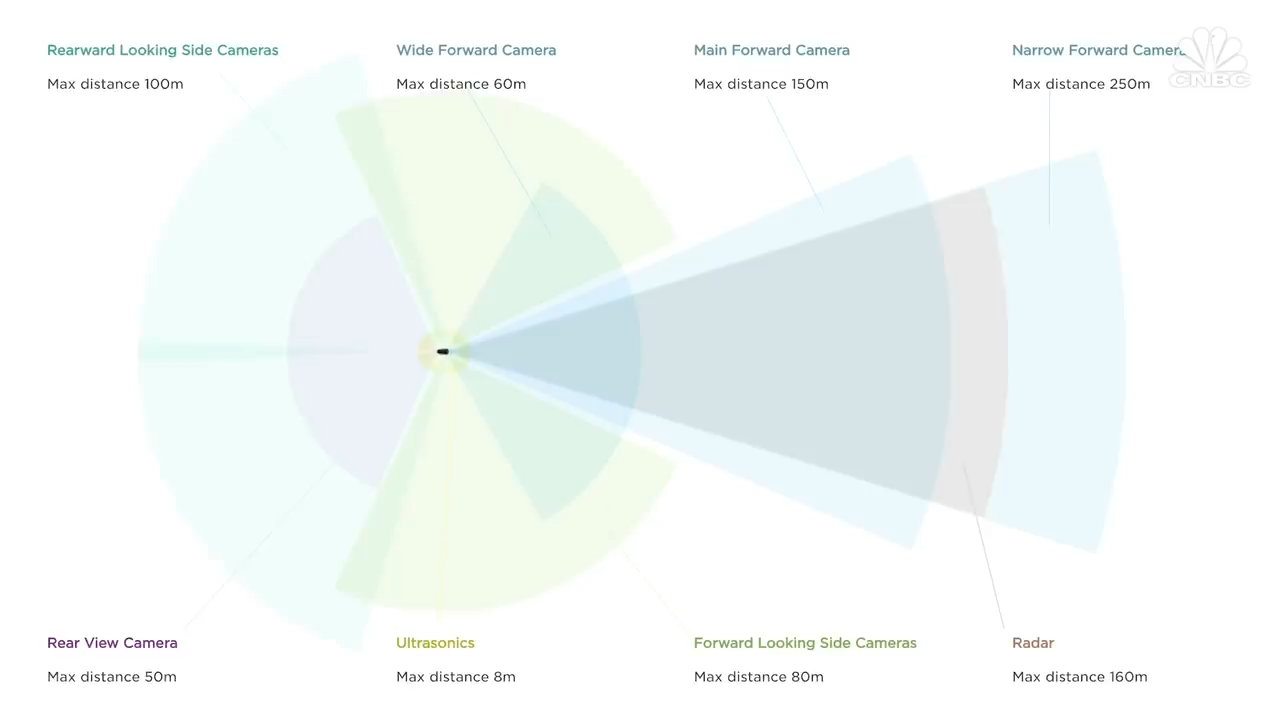 Rearward Looking Side Cameras
Max distance 100m
Wide Forward Camera
Max distance 60m
Main Forward Camera
Max distance 150m
Narrow Forward Camera
Max distance 250m
CNBC
Rear View Camera
Max distance 50m
Ultrasonics
Max distance 8m
Forward Looking Side Cameras
Max distance 80m
Radar
Max distance 160m